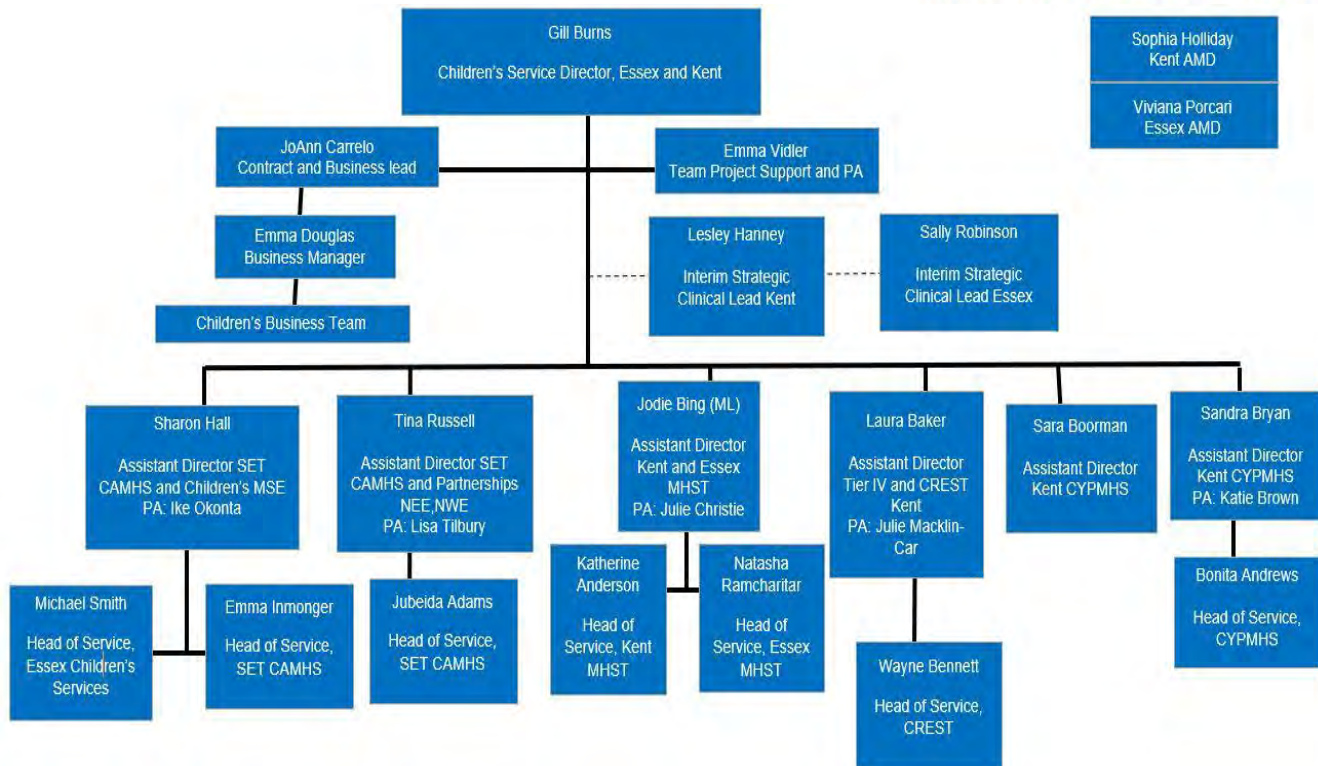 Gill Burns
Children's Service Director, Essex and Kent
Sophia Holliday
Kent AMD
Viviana Porcari
Essex AMD
JoAnn Carrelo
Contract and Business lead
Emma Vidler
Team Project Support and PA
Emma Douglas
Business Manager
Children's Business Team
Lesley Hanney
Interim Strategic
Clinical Lead Kent
Sally Robinson
Interim Strategic
Clinical Lead Essex
Sharon Hall
Assistant Director SET
CAMHS and Children's MSE
PA: Ike Okonta
Tina Russell
Assistant Director SET
CAMHS and Partnerships
NEE,NWE
PA: Lisa Tilbury
Jodie Bing (ML)
Assistant Director
Kent and Essex
MHST
PA: Julie Christie
Laura Baker
Assistant Director
Tier IV and CREST
Kent
PA: Julie Macklin-
Car
Sara Boorman
Assistant Director
Kent CYPMHS
Sandra Bryan
Assistant Director
Kent CYPMHS
PA: Katie Brown
Michael Smith
Head of Service,
Essex Children's
Services
Emma Inmonger
Head of Service,
SET CAMHS
Jubeida Adams
Head of Service,
SET CAMHS
Katherine
Anderson
Head of
Service, Kent
MHST
Natasha
Ramcharitar
Head of
Service, Essex
MHST
Wayne Bennett
Head of Service,
CREST
Bonita Andrews
Head of Service,
CYPMHS